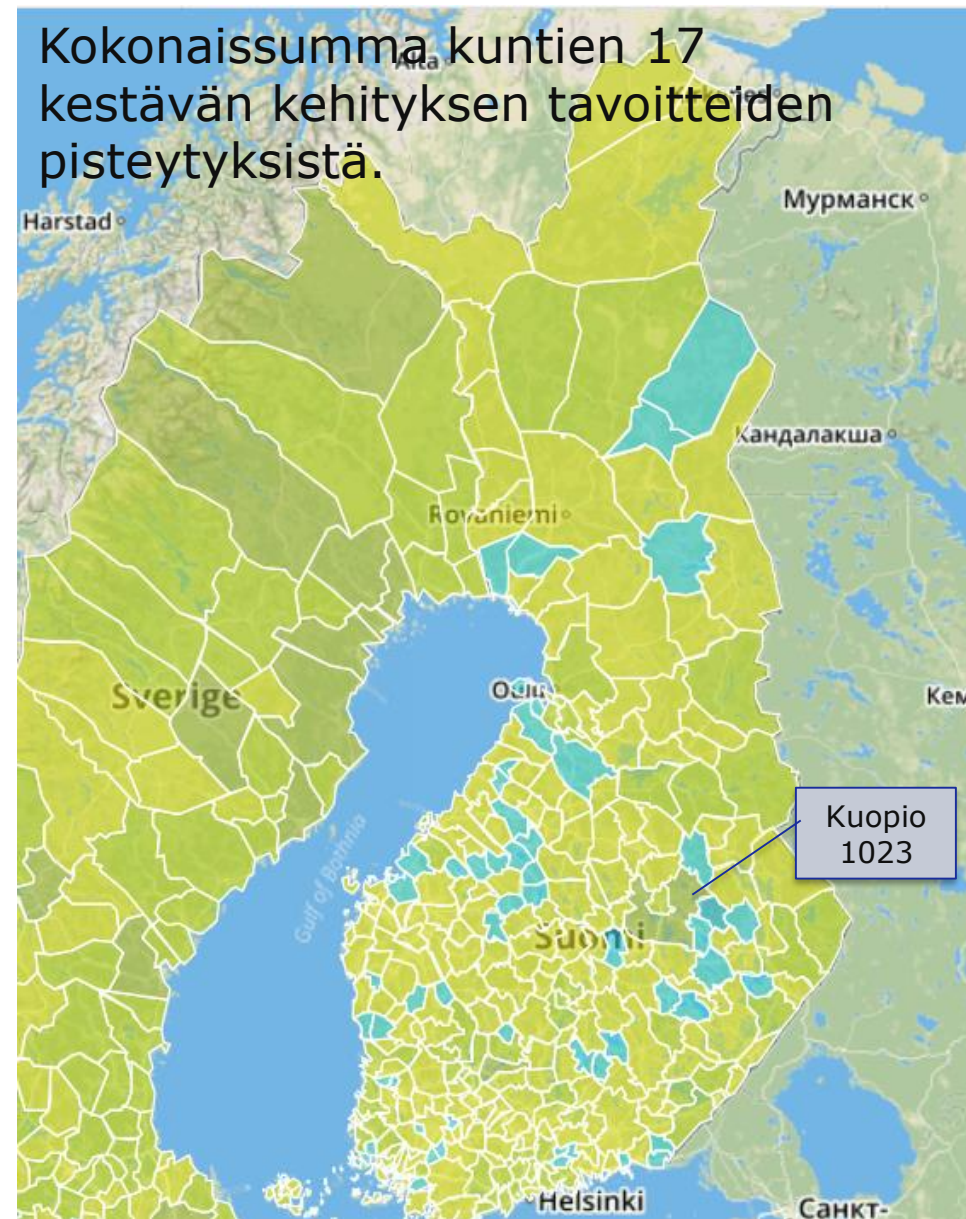 Kokonaissumma kuntien 17
kestävän kehityksen tavoitteiden
pisteytyksistä.
Alta
Harstad
Мурманск
Кандалакша
Rovaniemi
Sverige
Oulu
Кем
Gulf of Bothnia
Kuopio
1023
Suomi
Helsinki
Санкт-